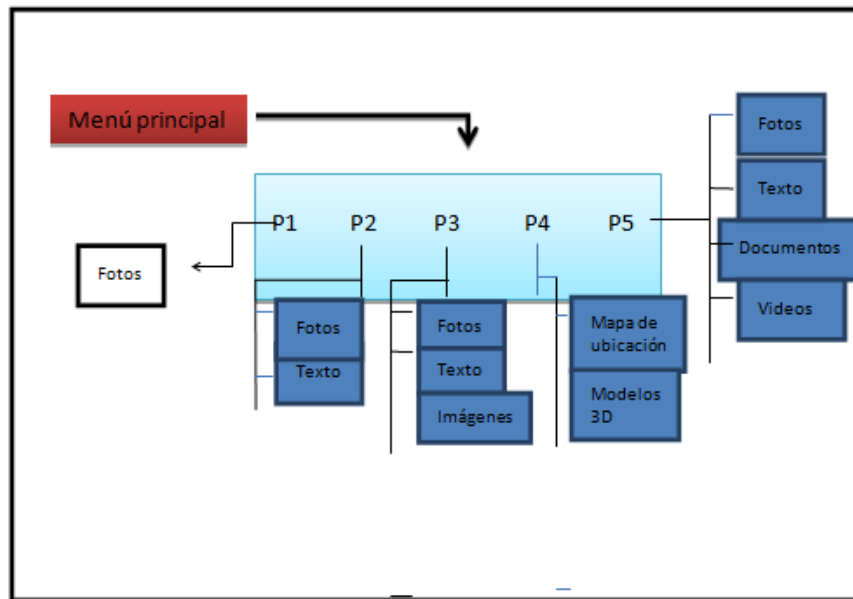 Menú principal
P1 P2 P3 P4 P5
Fotos
Fotos
Texto
Fotos
Texto
Imágenes
Mapa de
ubicación
Modelos
3D
Fotos
Texto
Documentos
Videos